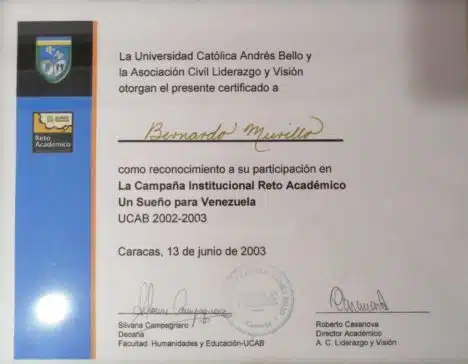 La Universidad Católica Andrés Bello y
la Asociación Civil Liderazgo y Visión
otorgan el presente certificado a
Bernardo Murillo
Reto
Académico
como reconocimiento a su participación en
La Campaña Institucional Reto Académico
Un Sueño para Venezuela
UCAB 2002-2003
Caracas, 13 de junio de 2003
Silvana Campagnaro
Decaña
Facultad. Humanidades y Educación-UCAB
Roberto Casanova
Director Académico
A. C. Liderazgo y Visión